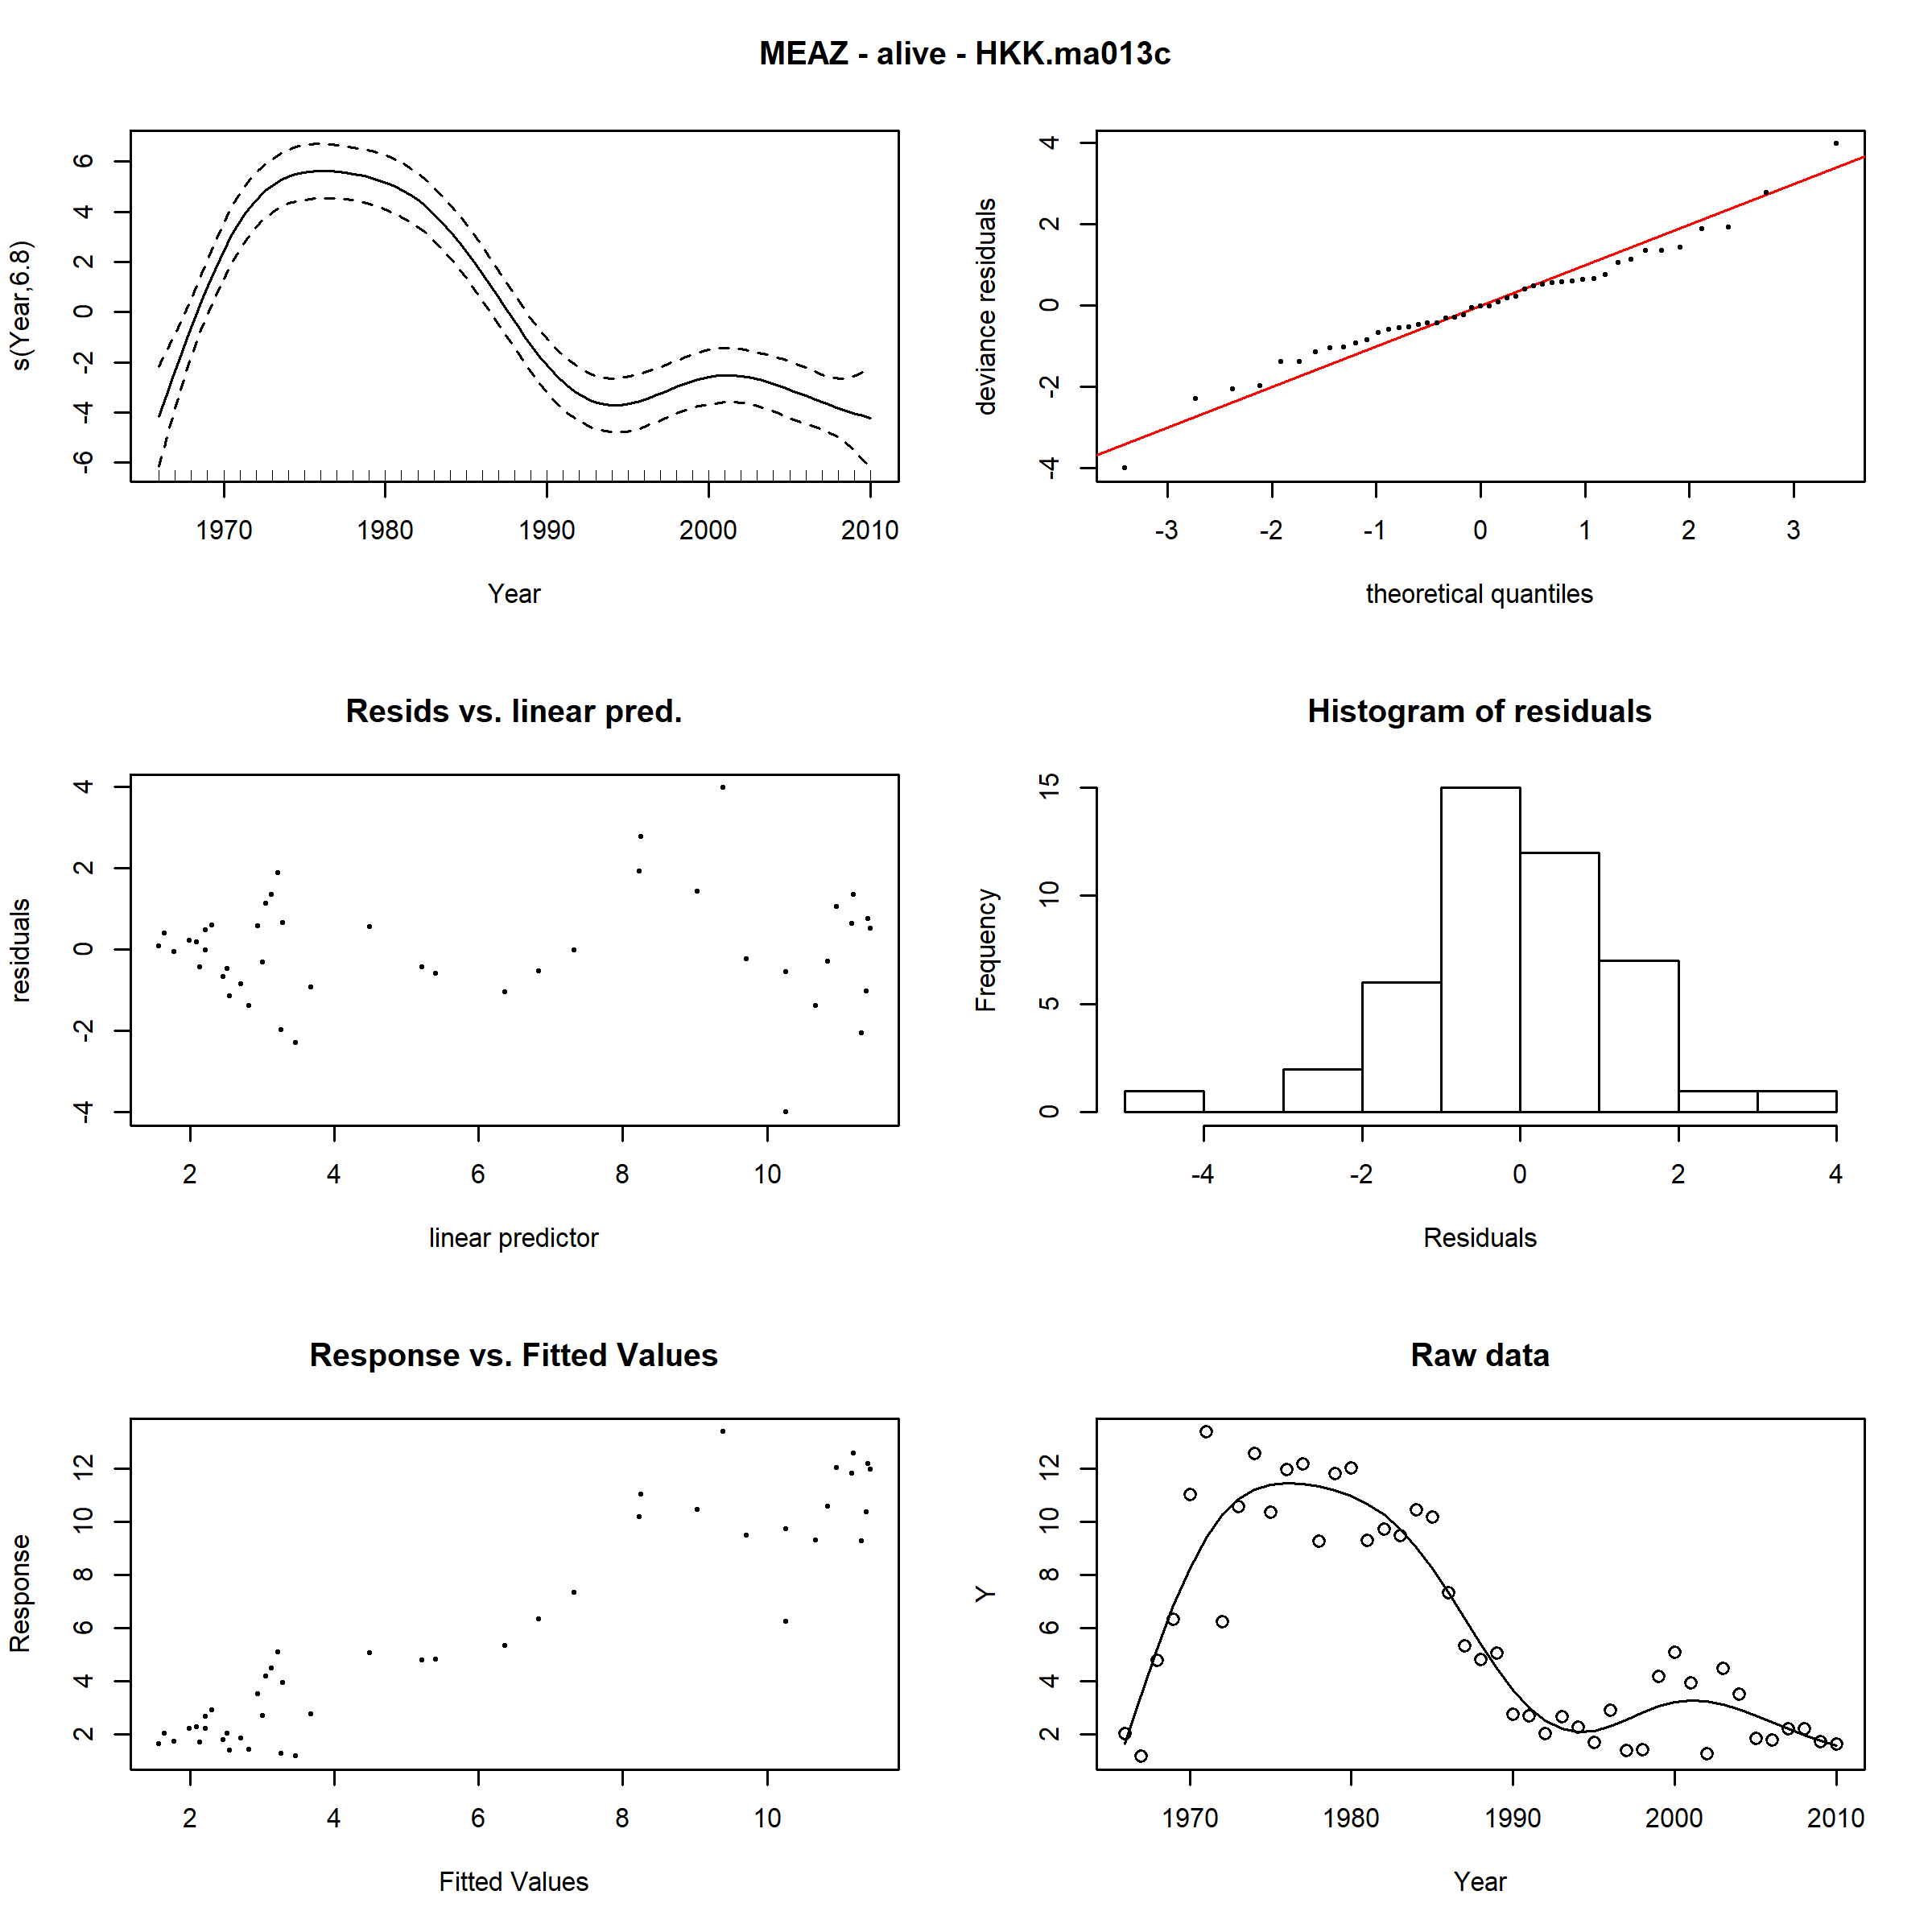 MEAZ - alive - HKK.ma013c
s(Year,6.8)
6
4
2
0
-2
-4
-6
1970 1980 1990 2000 2010
Year
deviance residuals
4
2
0
-2
-4
-3 -2 -1 0 1 2 3
theoretical quantiles
Resids vs. linear pred.
residuals
4
2
0
-2
-4
2 4 6 8 10
linear predictor
Histogram of residuals
Frequency
15
10
5
0
-4 -2 0 2 4
Residuals
Response vs. Fitted Values
Response
12
10
8
6
4
2
2 4 6 8 10
Fitted Values
Raw data
Y
12
10
8
6
4
2
1970 1980 1990 2000 2010
Year